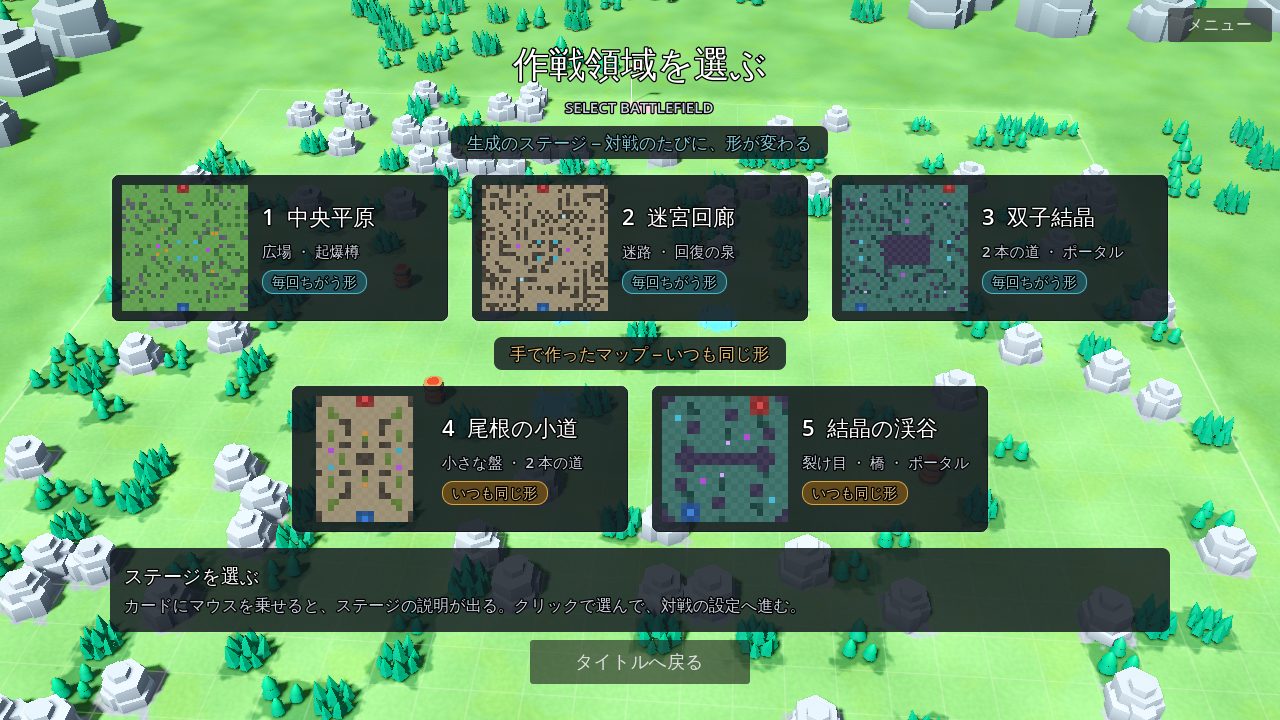 メニュー
作戦領域を選ぶ
SELECT BATTLEFIELD
生成のステージ – 対戦のたびに、形が変わる
1 中央平原
広場 ・ 起爆樽
毎回ちがう形
2 迷宮回廊
迷路 ・ 回復の泉
毎回ちがう形
3 双子結晶
2 本の道 ・ ポータル
毎回ちがう形
手で作ったマップ – いつも同じ形
4 尾根の小道
小さな盤 ・ 2 本の道
いつも同じ形
5 結晶の渓谷
裂け目 ・ 橋 ・ ポータル
いつも同じ形
ステージを選ぶ
カードにマウスを乗せると、ステージの説明が出る。クリックで選んで、対戦の設定へ進む。
タイトルへ戻る